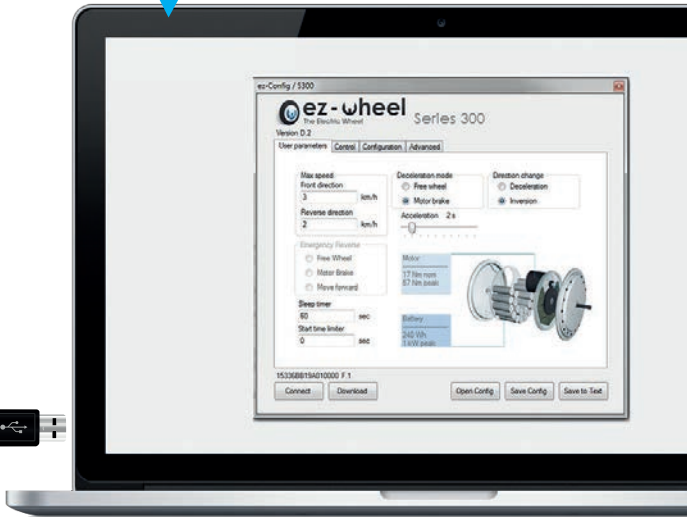 ez-Config / S300
ez-wheel
The Electric Wheel
Series 300
Version D.2
User parameters Control Configuration Advanced
Max speed
Front direction
3 km/h
Reverse direction
2 km/h
Deceleration mode
Free wheel
Motor brake
Direction change
Deceleration
Inversion
Acceleration 2 s
Emergency Reverse
Free Wheel
Motor Brake
Move forward
Sleep timer
60 sec
Start time limiter
0 sec
Motor
17 Nm nom
67 Nm peak
Battery
240 Wh
1 kW peak
F.1
Connect Download Open Config Save Config Save to Text